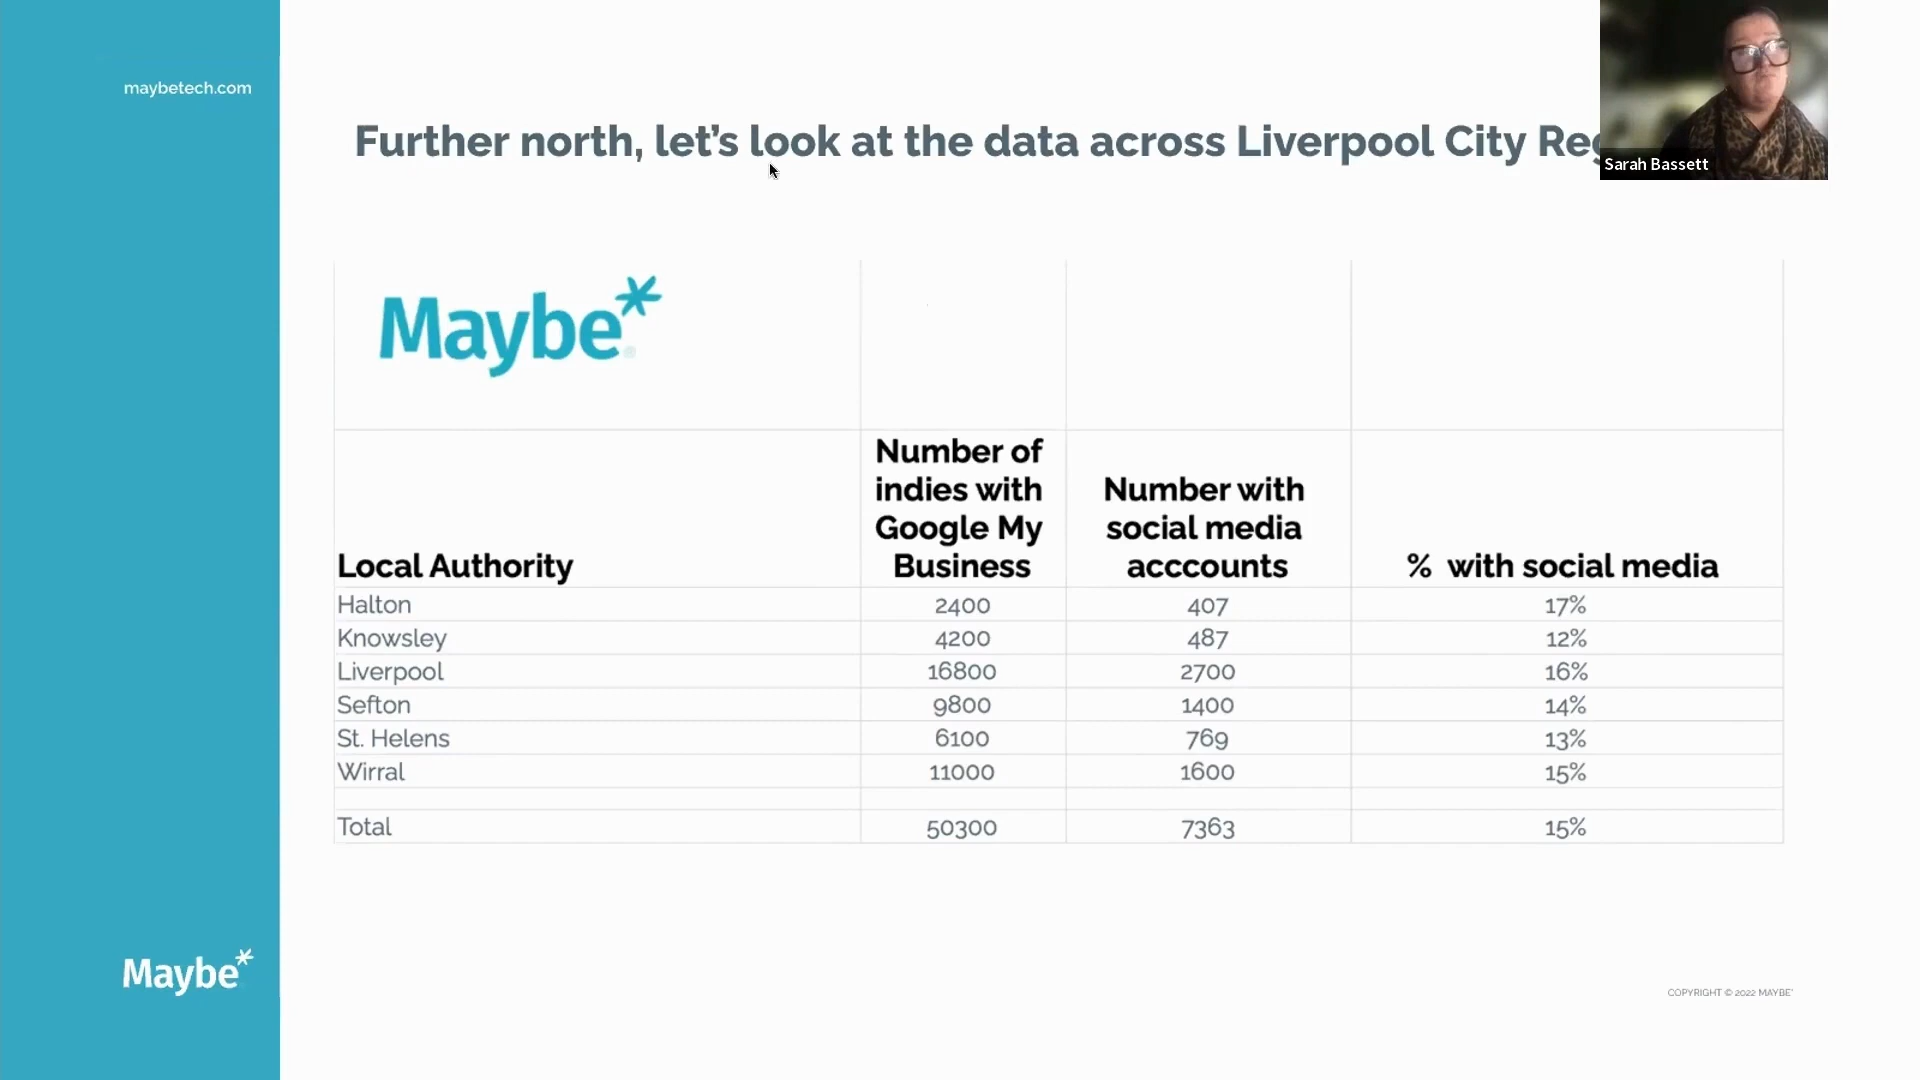 maybetech.com
Further north, let's look at the data across Liverpool City
Sarah Bassett
Maybe*
Local Authority
Number of
indies with
Google My
Business
Number with
social media
acccounts
% with social media
Halton 2400 407 17%
Knowsley 4200 487 12%
Liverpool 16800 2700 16%
Sefton 9800 1400 14%
St. Helens 6100 769 13%
Wirral 11000 1600 15%
Total 50300 7363 15%
Maybe*
COPYRIGHT © 2022 MAYBE*